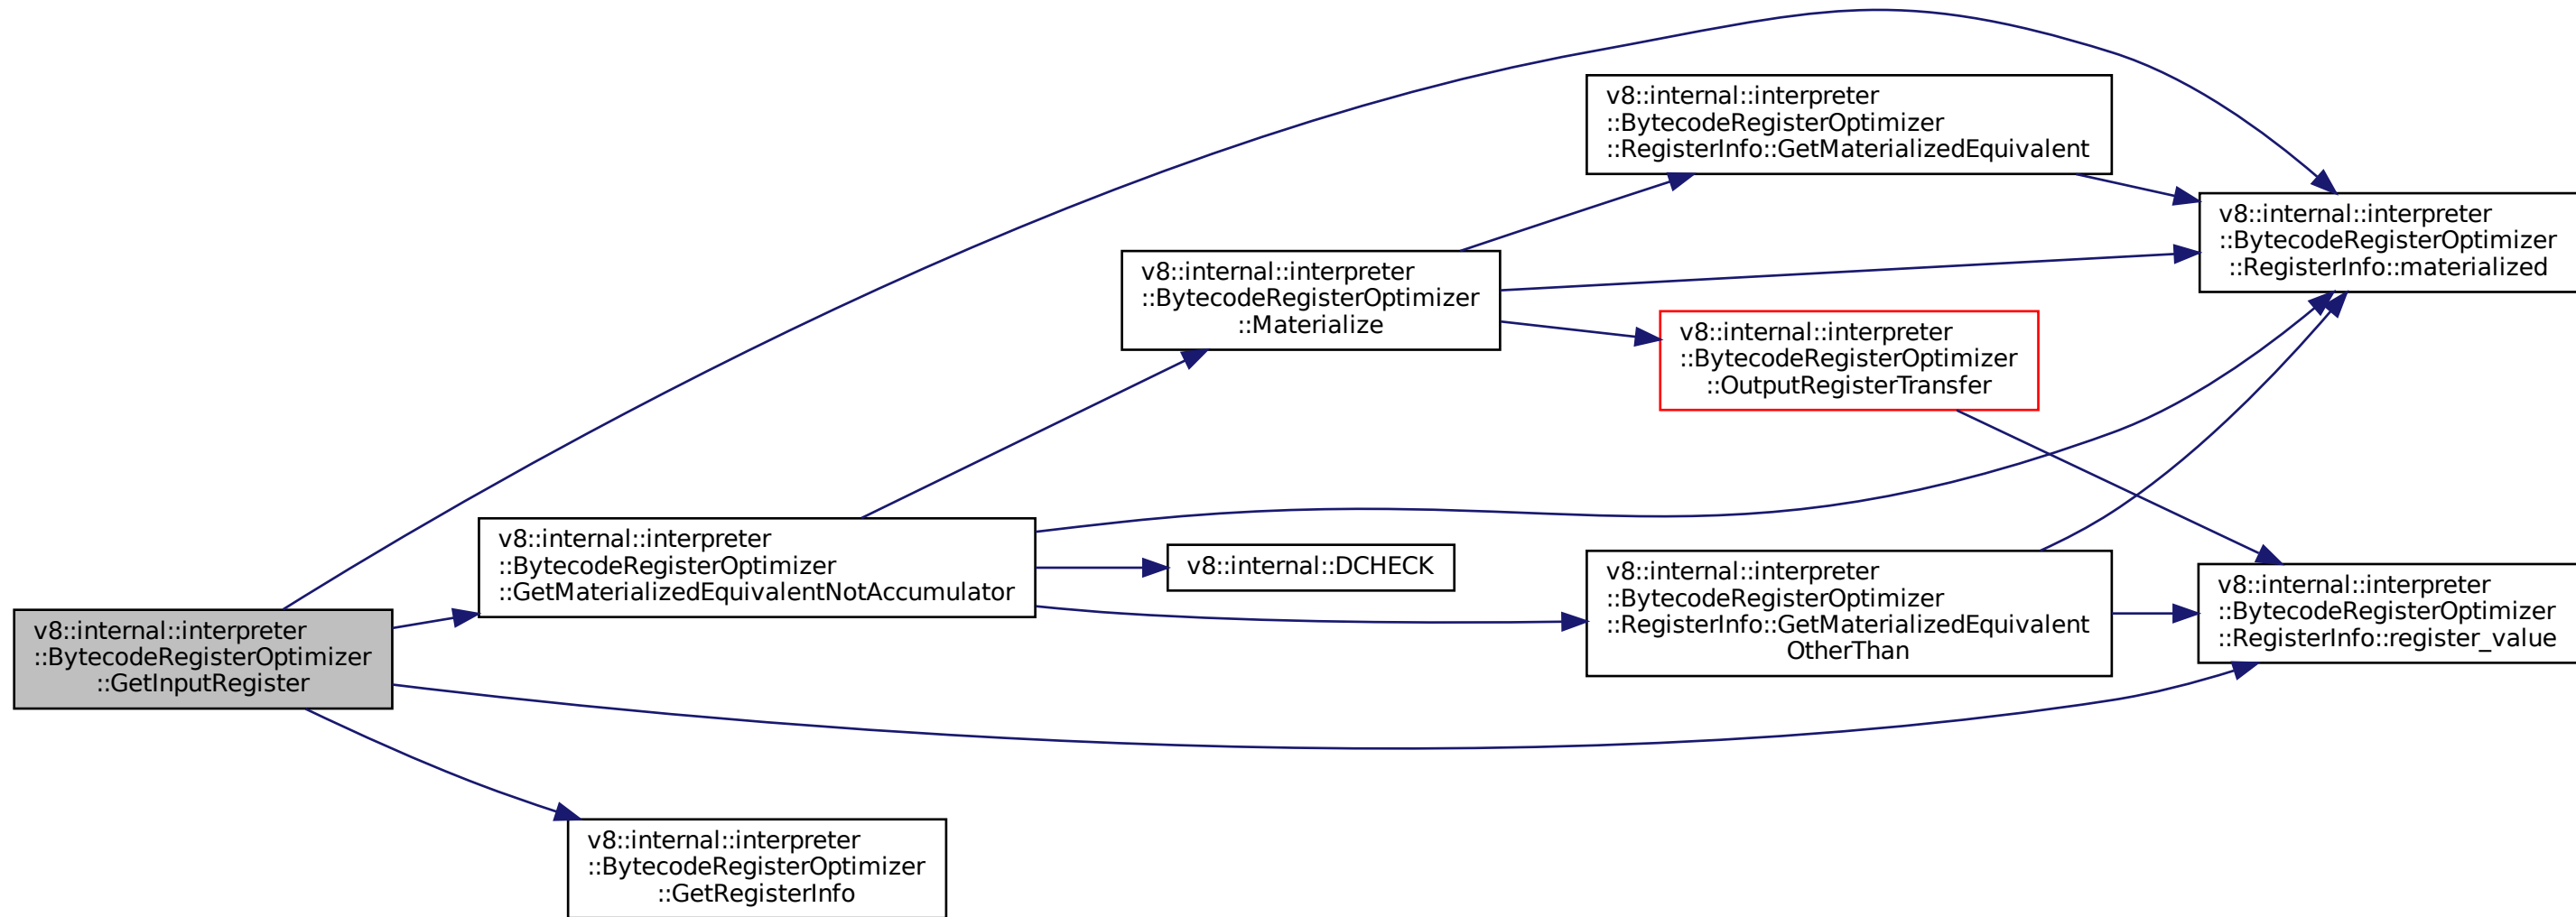 v8::internal::interpreter
::BytecodeRegisterOptimizer
::GetInputRegister
v8::internal::interpreter
::BytecodeRegisterOptimizer
::GetMaterializedEquivalentNotAccumulator
v8::internal::interpreter
::BytecodeRegisterOptimizer
::GetRegisterInfo
v8::internal::interpreter
::BytecodeRegisterOptimizer
::Materialize
v8::internal::DCHECK
v8::internal::interpreter
::BytecodeRegisterOptimizer
::RegisterInfo::GetMaterializedEquivalent
v8::internal::interpreter
::BytecodeRegisterOptimizer
::OutputRegisterTransfer
v8::internal::interpreter
::BytecodeRegisterOptimizer
::RegisterInfo::GetMaterializedEquivalent
OtherThan
v8::internal::interpreter
::BytecodeRegisterOptimizer
::RegisterInfo::materialized
v8::internal::interpreter
::BytecodeRegisterOptimizer
::RegisterInfo::register_value